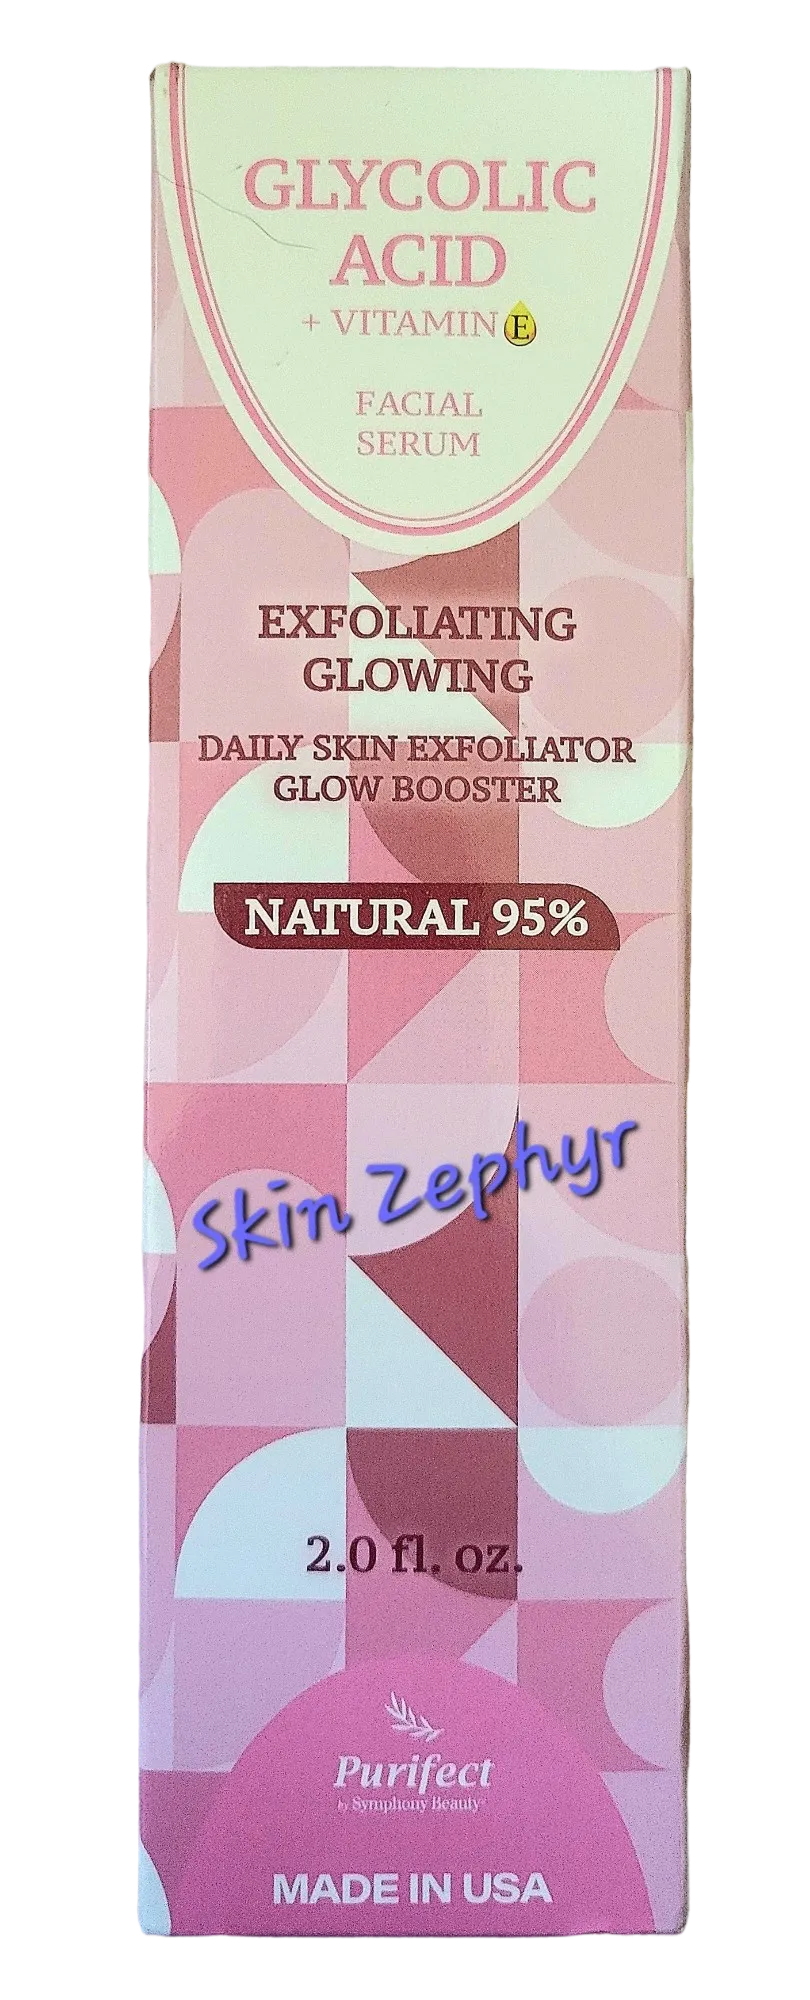 GLYCOLIC
ACID
+ VITAMIN E
FACIAL
SERUM
EXFOLIATING
GLOWING
DAILY SKIN EXFOLIATOR
GLOW BOOSTER
NATURAL 95%
Skin Zephyr
2.0 fl. oz.
Purifect
by Symphony Beauty
MADE IN USA